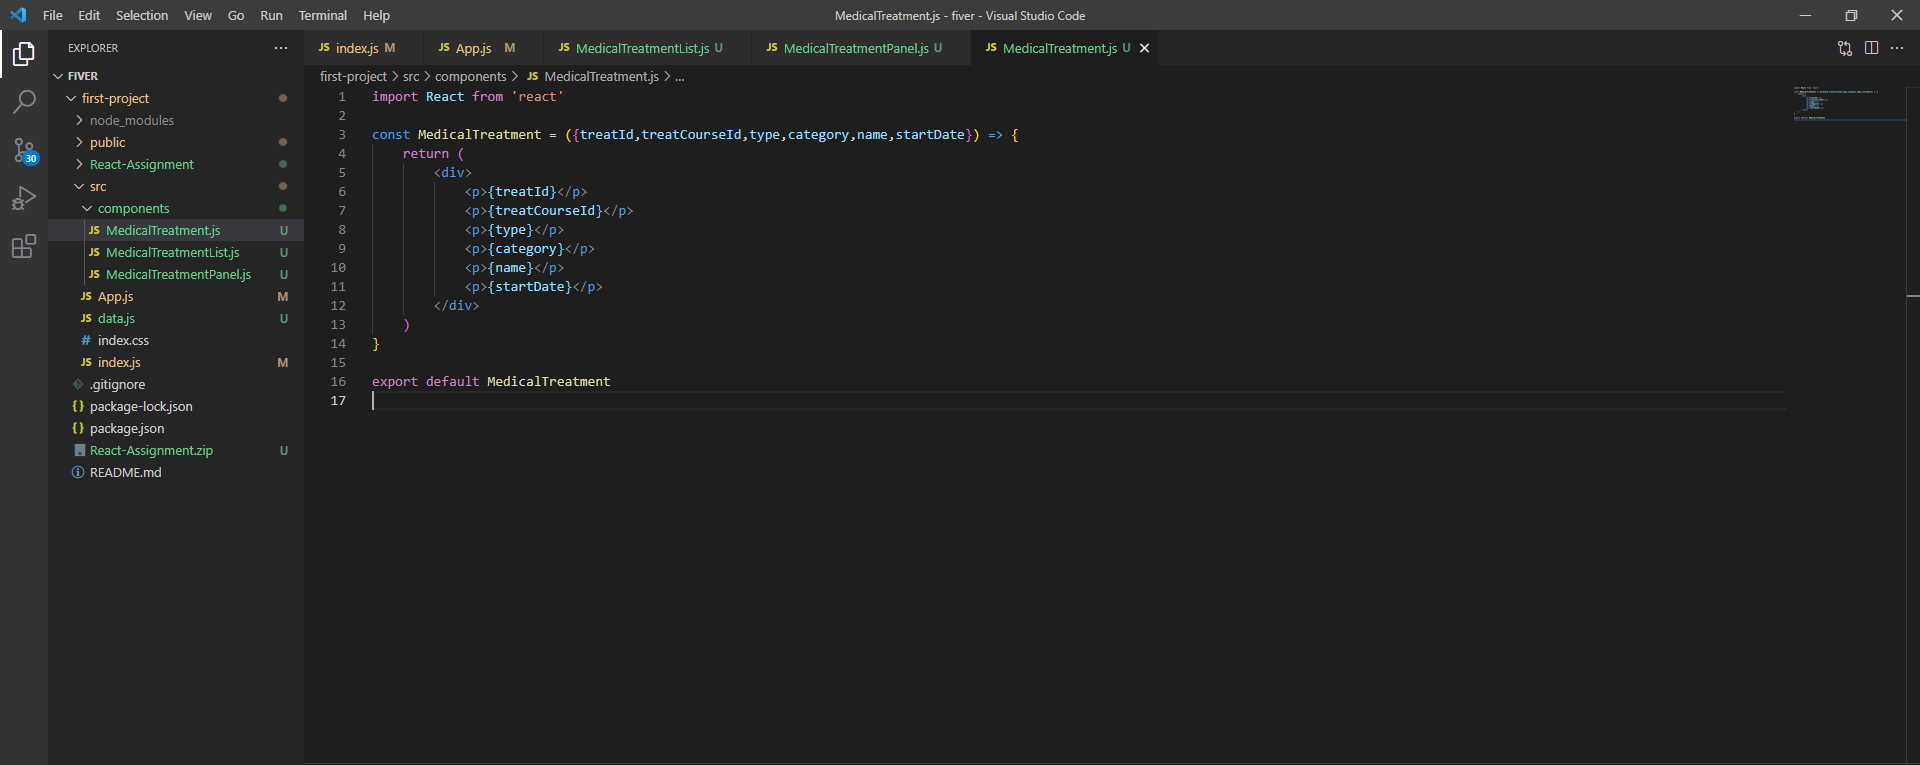 File Edit Selection View Go Run Terminal Help
MedicalTreatment.js - fiver - Visual Studio Code
EXPLORER
FIVER
first-project
node_modules
public
React-Assignment
src
components
JS MedicalTreatment.js U
JS MedicalTreatmentList.js U
JS MedicalTreatmentPanel.js U
JS App.js M
JS data.js U
# index.css
JS index.js M
.gitignore
{} package-lock.json
{} package.json
React-Assignment.zip U
README.md
30
JS index.js M JS App.js M JS MedicalTreatmentList.js U JS MedicalTreatmentPanel.js U JS MedicalTreatment.js U
first-project > src > components > JS MedicalTreatment.js > ...
1 import React from 'react'
2
3 const MedicalTreatment = ({treatId,treatCourseId,type,category,name,startDate}) => {
4 return (
5 <div>
6 <p>{treatId}</p>
7 <p>{treatCourseId}</p>
8 <p>{type}</p>
9 <p>{category}</p>
10 <p>{name}</p>
11 <p>{startDate}</p>
12 </div>
13 )
14 }
15
16 export default MedicalTreatment
17